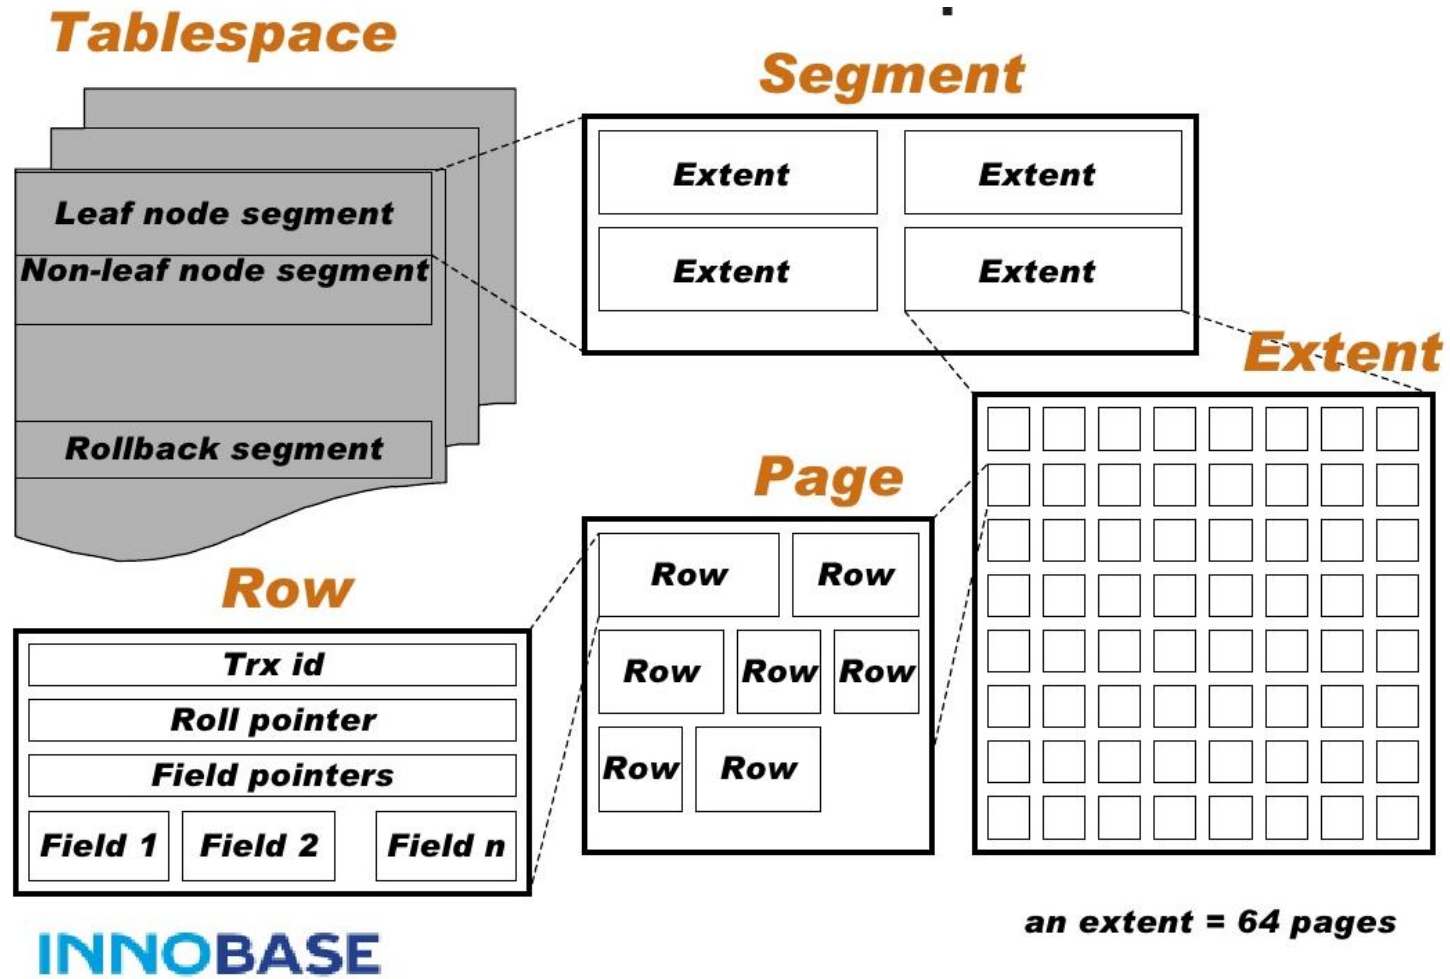 Tablespace
Leaf node segment
Non-leaf node segment
Rollback segment
Segment
Extent
Extent
Extent
Extent
Extent
an extent = 64 pages
Page
Row
Row
Row
Row
Row
Row
Row
Row
Trx id
Roll pointer
Field pointers
Field 1
Field 2
Field n
INNOBASE